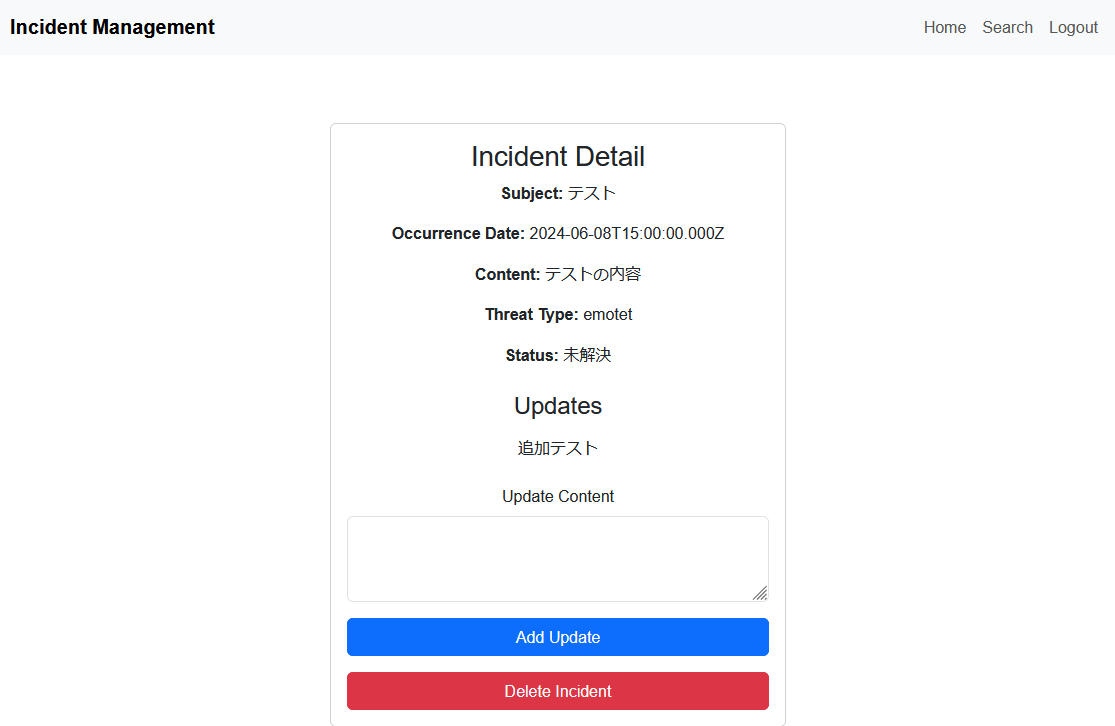 Incident Management
Home Search Logout
Incident Detail
Subject: テスト
Occurrence Date: 2024-06-08T15:00:00.000Z
Content: テストの内容
Threat Type: emotet
Status: 未解決
Updates
追加テスト
Update Content
Add Update
Delete Incident